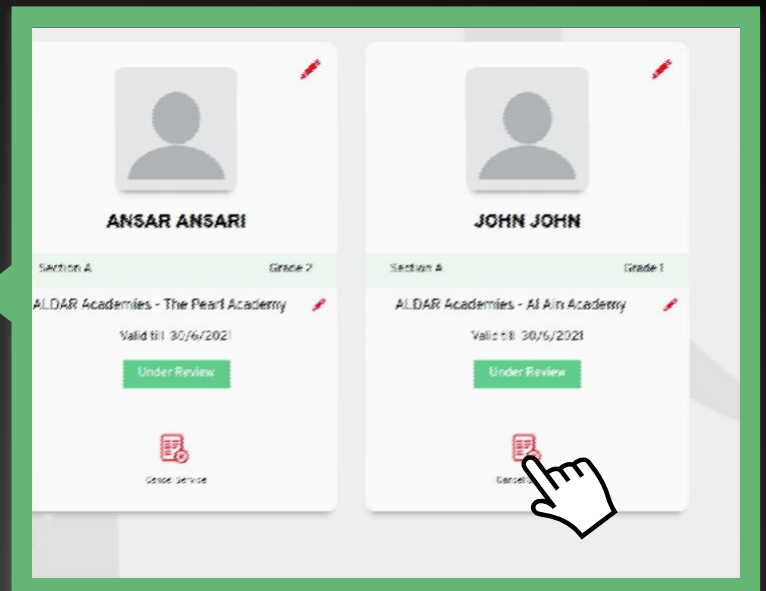 ANSAR ANSARI
Section A Grade 2
ALDAR Academies - The Pearl Academy
Valid till 30/6/2021
Under Review
Cancel Service
JOHN JOHN
Section A Grade 1
ALDAR Academies - Al Ain Academy
Valid till 30/6/2021
Under Review
Cancel